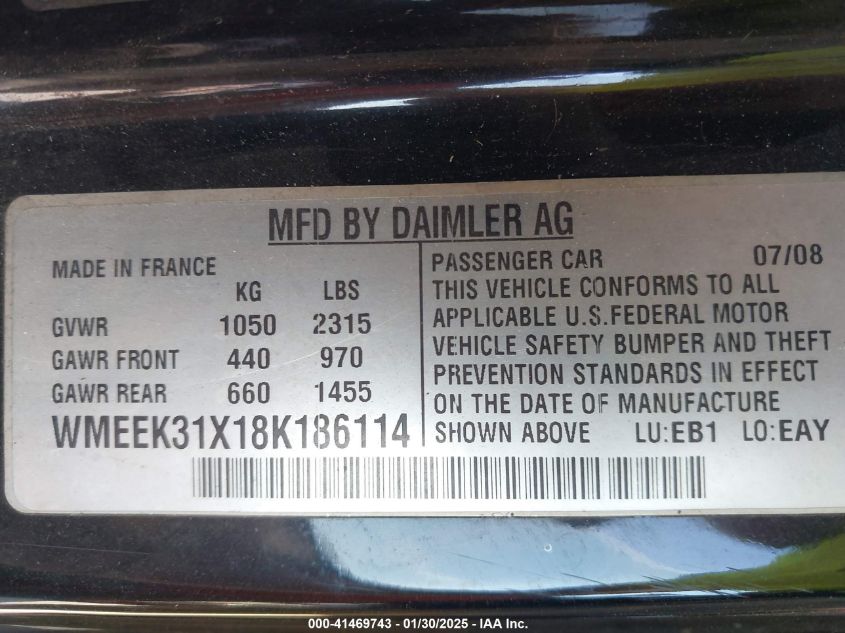 MFD BY DAIMLER AG
MADE IN FRANCE
KG LBS
GVWR 1050 2315
GAWR FRONT 440 970
GAWR REAR 660 1455
WMEEK31X18K186114
PASSENGER CAR 07/08
THIS VEHICLE CONFORMS TO ALL
APPLICABLE U.S.FEDERAL MOTOR
VEHICLE SAFETY BUMPER AND THEFT
PREVENTION STANDARDS IN EFFECT
ON THE DATE OF MANUFACTURE
SHOWN ABOVE LU:EB1 LO:EAY
000-41469743 - 01/30/2025 - IAA Inc.